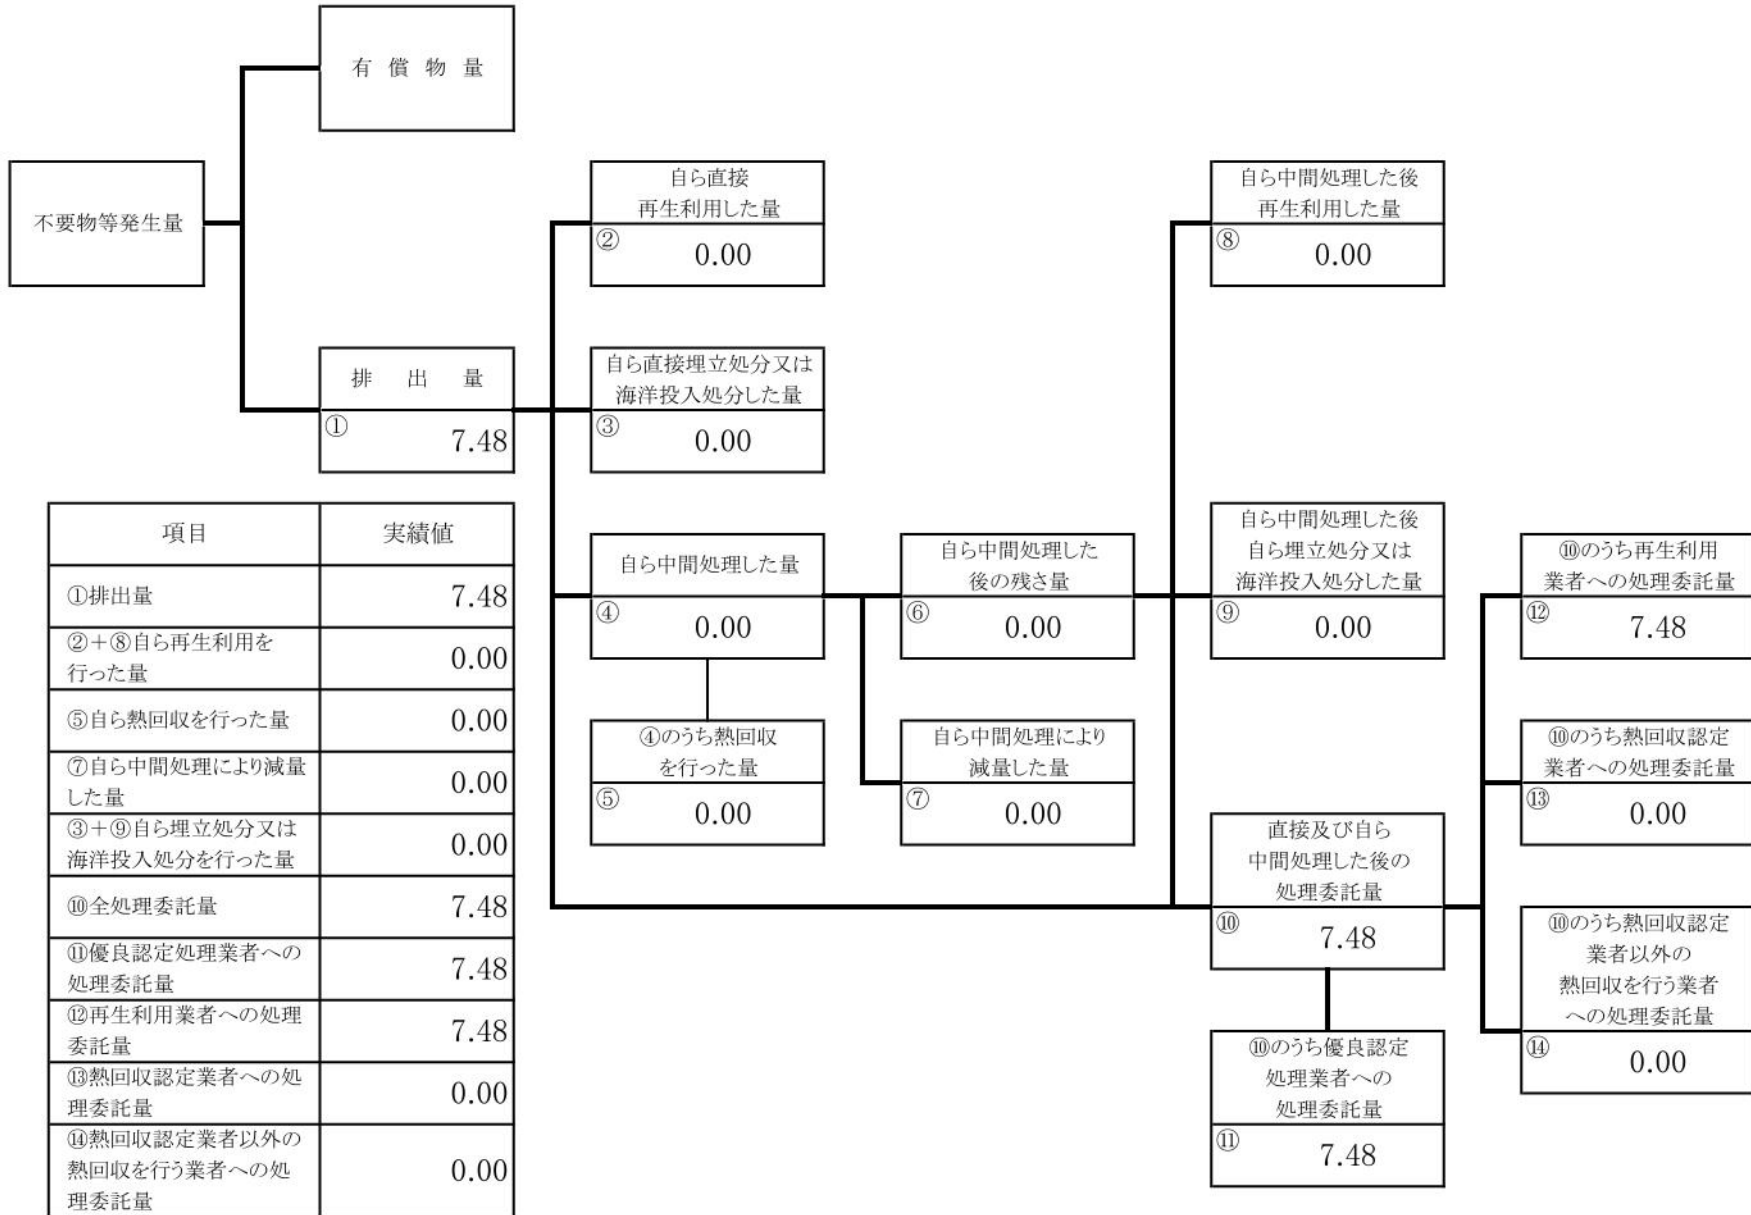 有 償 物 量
不要物等発生量
排 出 量
①
7.48
自ら直接
再生利用した量
②
0.00
自ら直接埋立処分又は
海洋投入処分した量
③
0.00
自ら中間処理した量
④
0.00
④のうち熱回収
を行った量
⑤
0.00
自ら中間処理した
後の残さ量
⑥
0.00
自ら中間処理により
減量した量
⑦
0.00
自ら中間処理した後
再生利用した量
⑧
0.00
自ら中間処理した後
自ら埋立処分又は
海洋投入処分した量
⑨
0.00
直接及び自ら
中間処理した後の
処理委託量
⑩
7.48
⑩のうち優良認定
処理業者への
処理委託量
⑪
7.48
⑩のうち再生利用
業者への処理委託量
⑫
7.48
⑩のうち熱回収認定
業者への処理委託量
⑬
0.00
⑩のうち熱回収認定
業者以外の
熱回収を行う業者
への処理委託量
⑭
0.00
項目 実績値
①排出量 7.48
②＋⑧自ら再生利用を
行った量
0.00
⑤自ら熱回収を行った量 0.00
⑦自ら中間処理により減量
した量
0.00
③＋⑨自ら埋立処分又は
海洋投入処分を行った量
0.00
⑩全処理委託量 7.48
⑪優良認定処理業者への
処理委託量
7.48
⑫再生利用業者への処理
委託量
7.48
⑬熱回収認定業者への処
理委託量
0.00
⑭熱回収認定業者以外の
熱回収を行う業者への処
理委託量
0.00